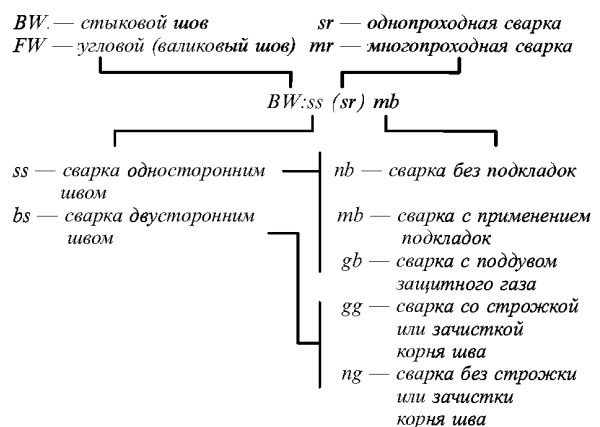 BW. — стыковой шов
FW — угловой (валиковый шов)
sr — однопроходная сварка
mr — многопроходная сварка
BW:ss (sr) mb
ss — сварка односторонним
швом
bs — сварка двусторонним
швом
nb — сварка без подкладок
mb — сварка с применением
подкладок
gb — сварка с поддувом
защитного газа
gg — сварка со строжкой
или зачисткой
корня шва
ng — сварка без строжки
или зачистки
корня шва